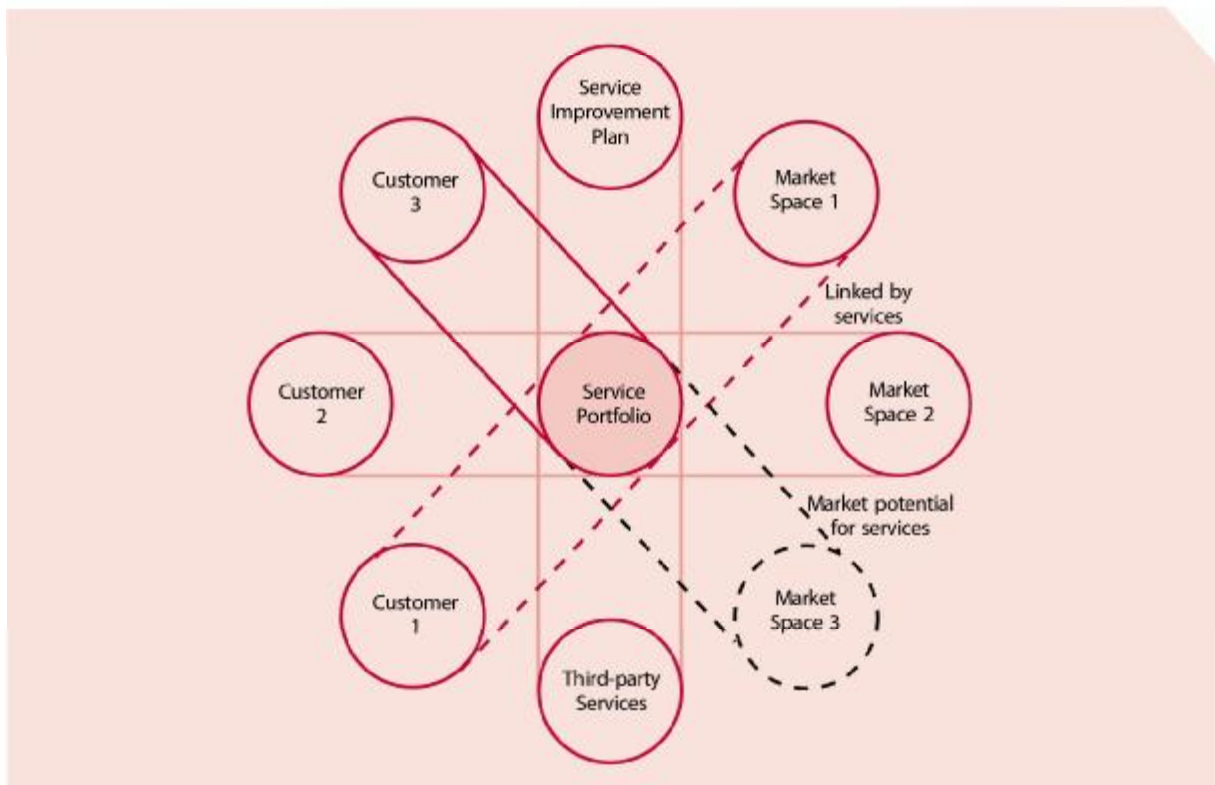 Service
Improvement
Plan
Customer
3
Market
Space 1
Linked by
services
Customer
2
Service
Portfolio
Market
Space 2
Market potential
for services
Customer
1
Market
Space 3
Third-party
Services